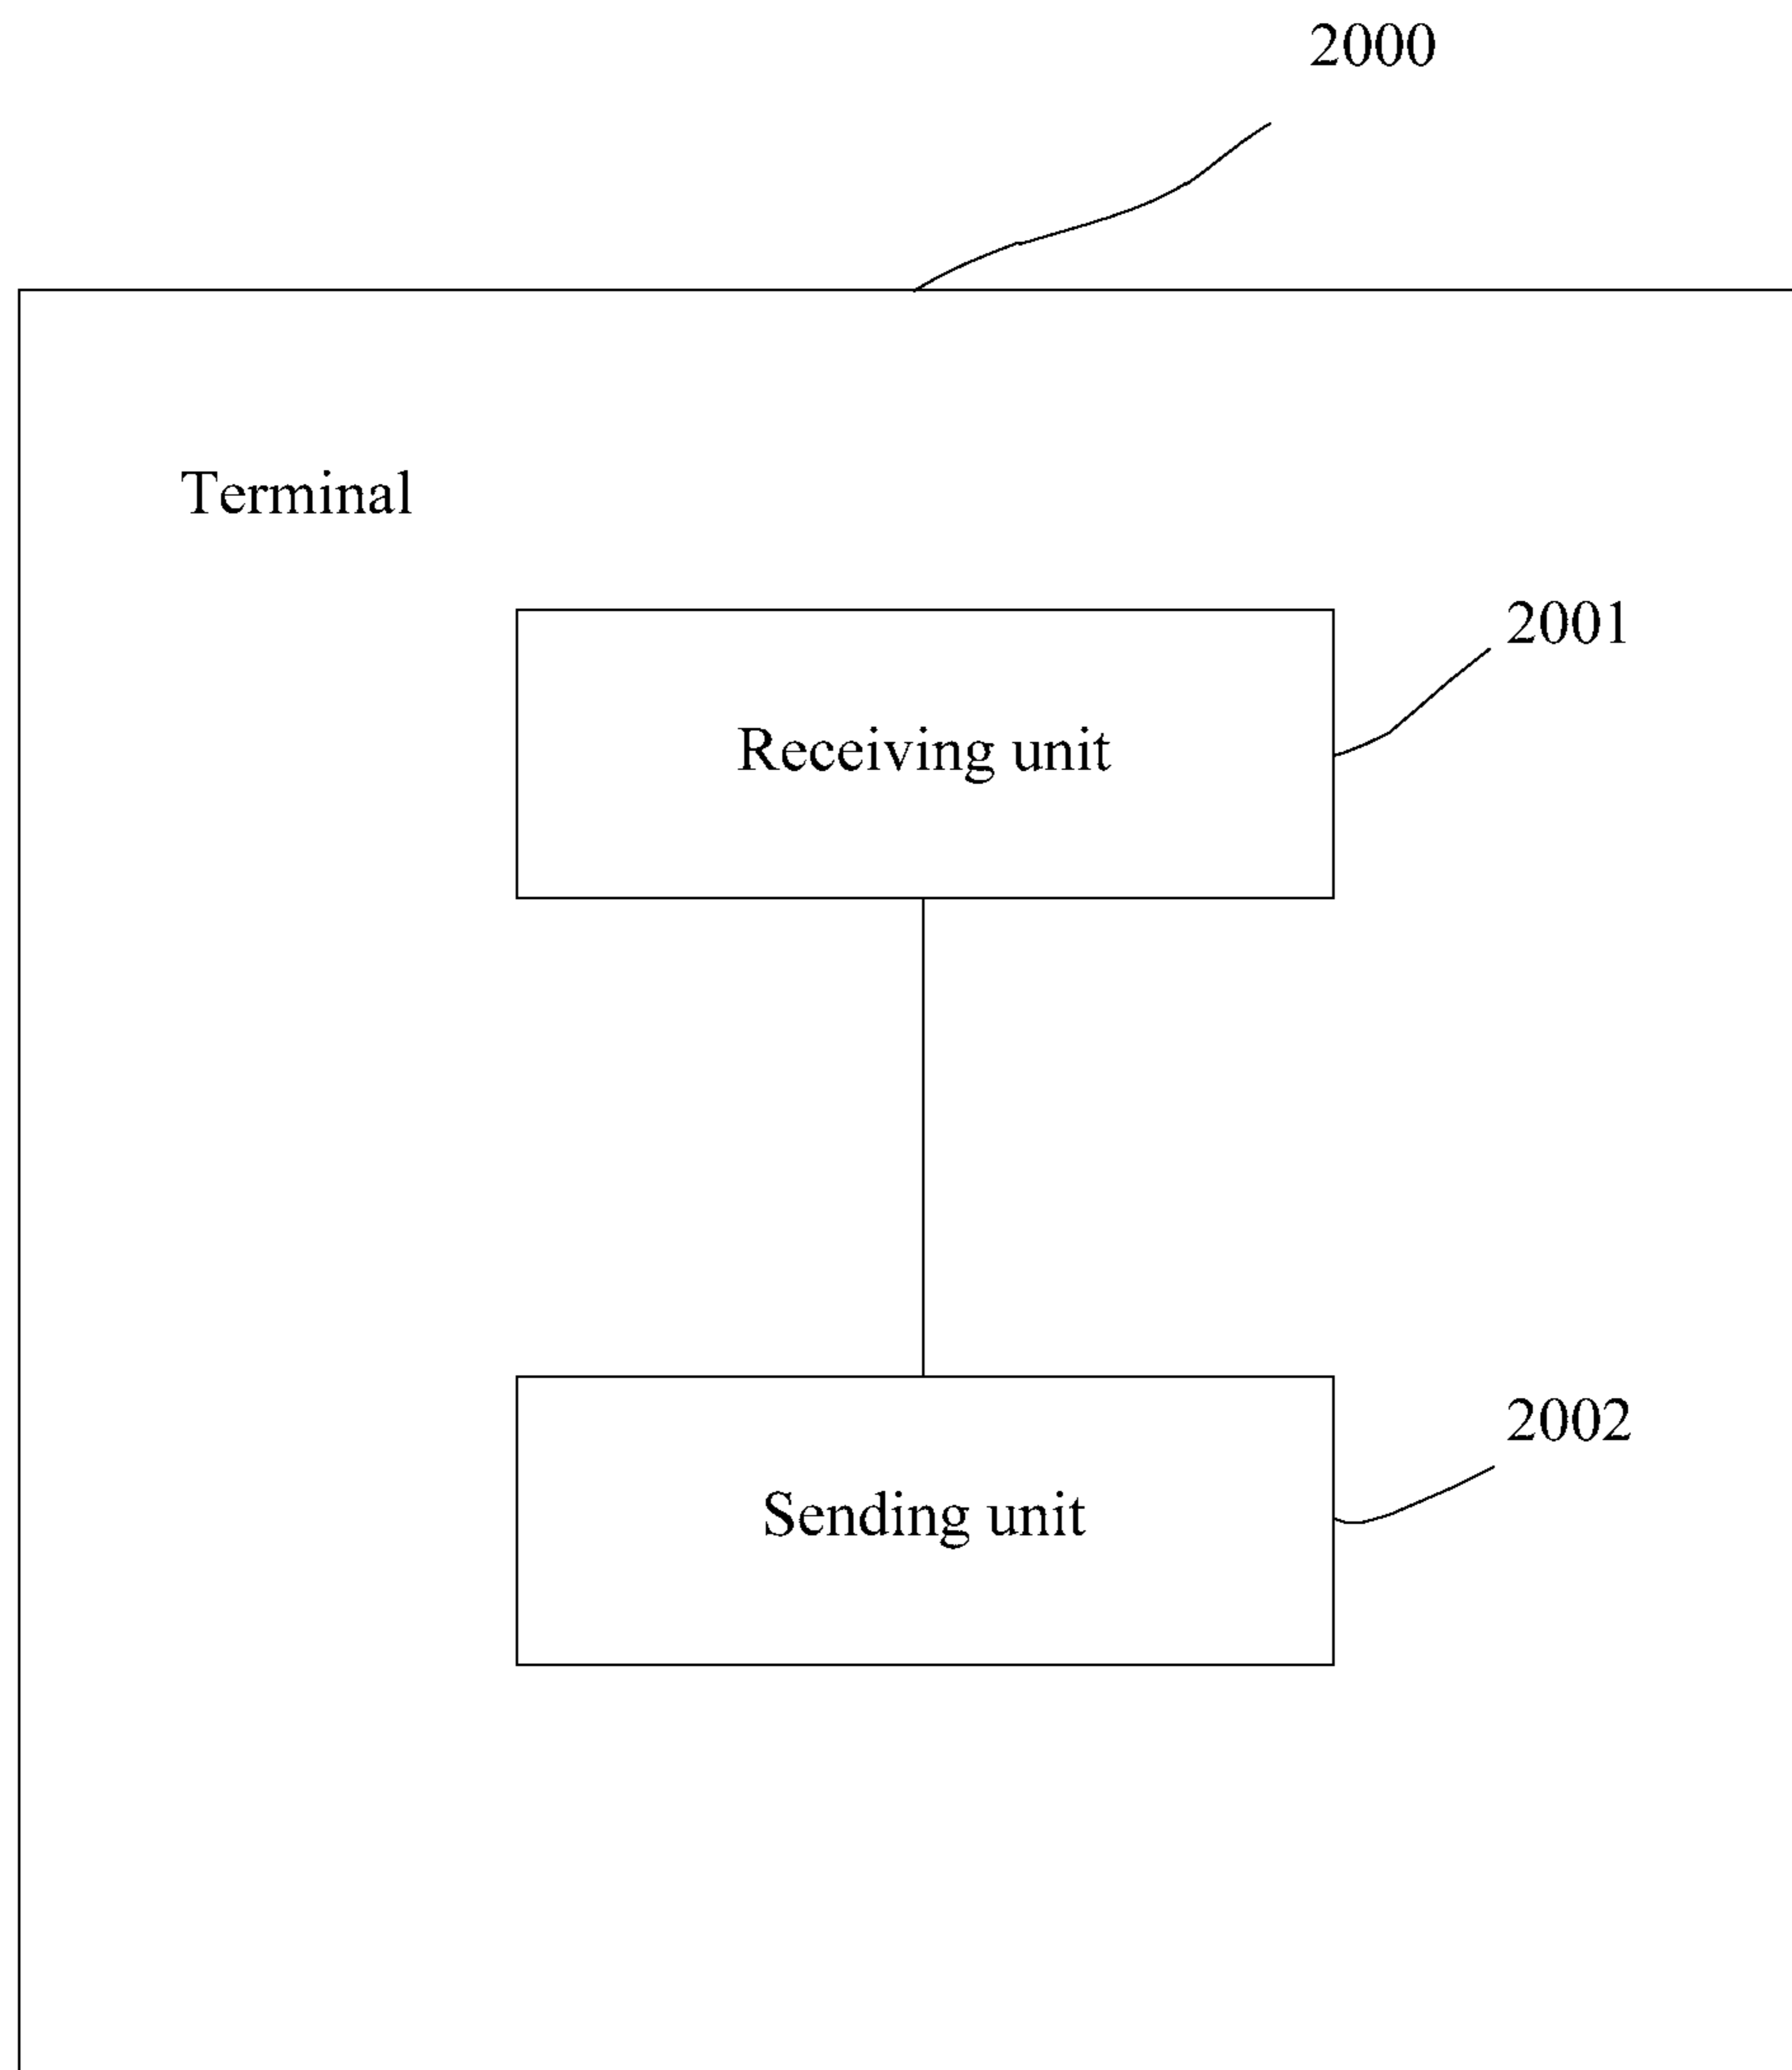 2000
Terminal
2001
Receiving unit
2002
Sending unit